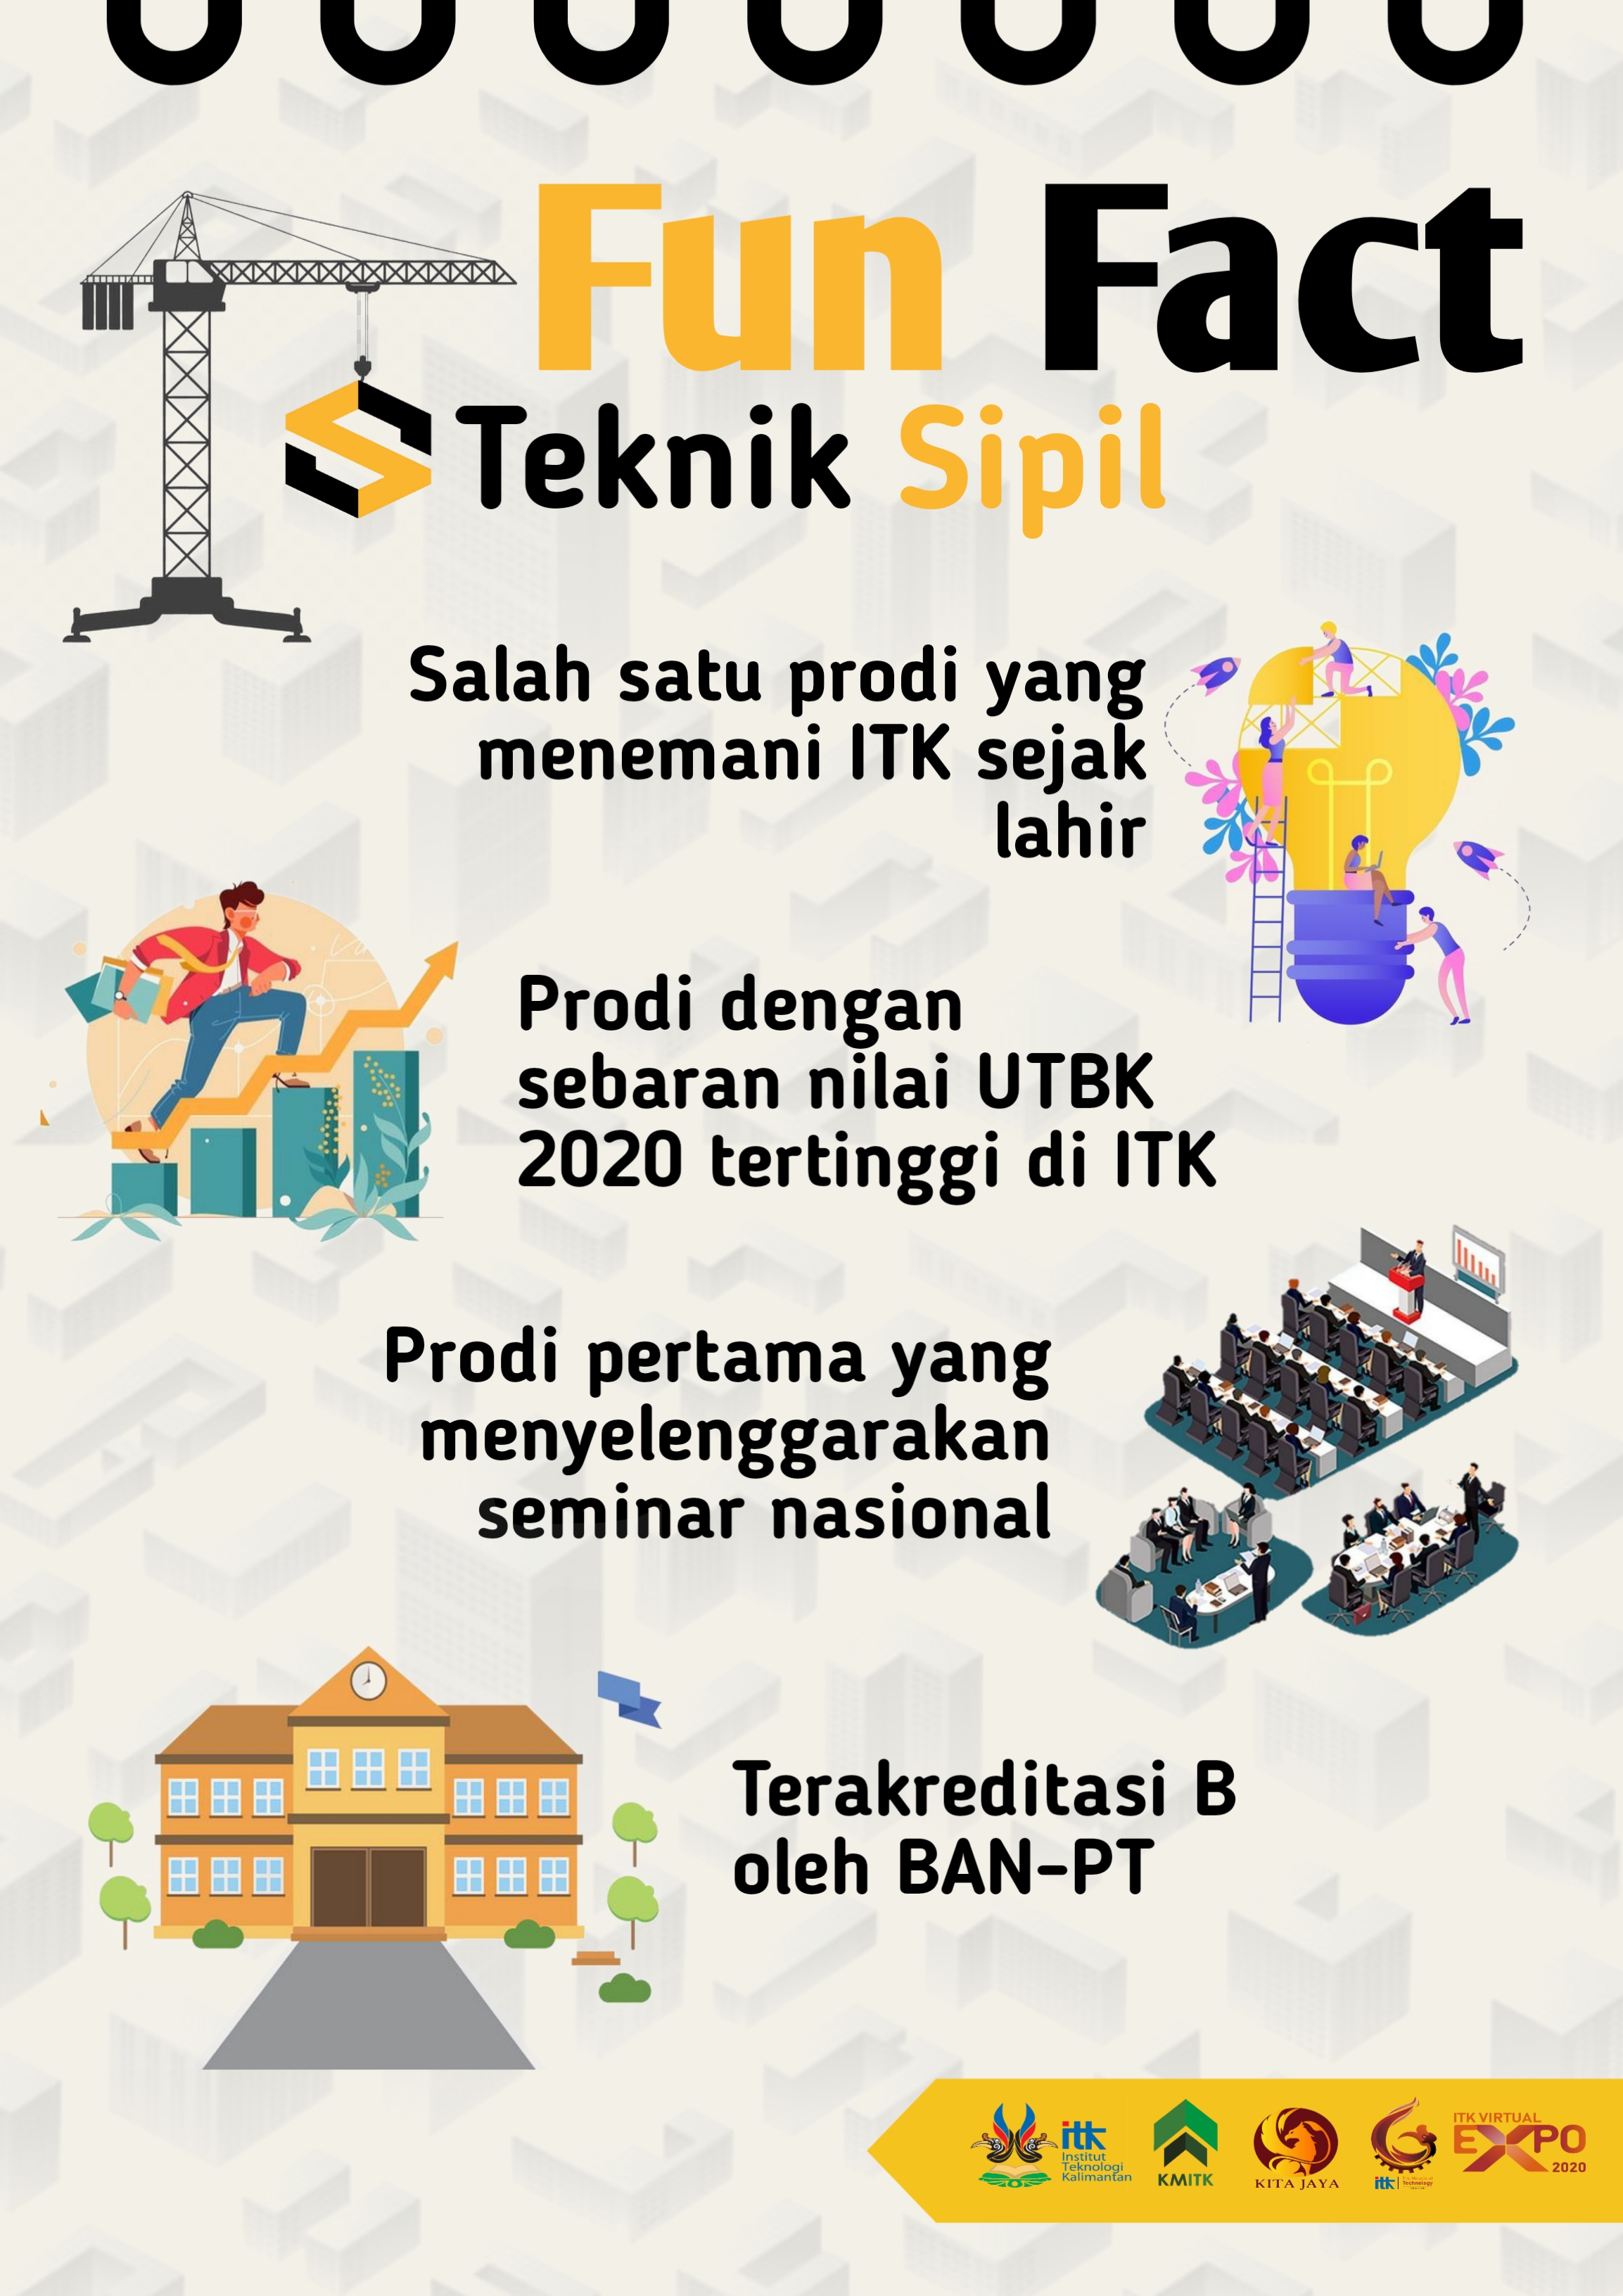 Fun Fact
Teknik Sipil
Salah satu prodi yang
menemani ITK sejak
lahir
Prodi dengan
sebaran nilai UTBK
2020 tertinggi di ITK
Prodi pertama yang
menyelenggarakan
seminar nasional
Terakreditasi B
oleh BAN-PT
itk
Institut
Teknologi
Kalimantan
KMITK
KITA JAYA
itk
Technology
ITK VIRTUAL
EXPO
2020